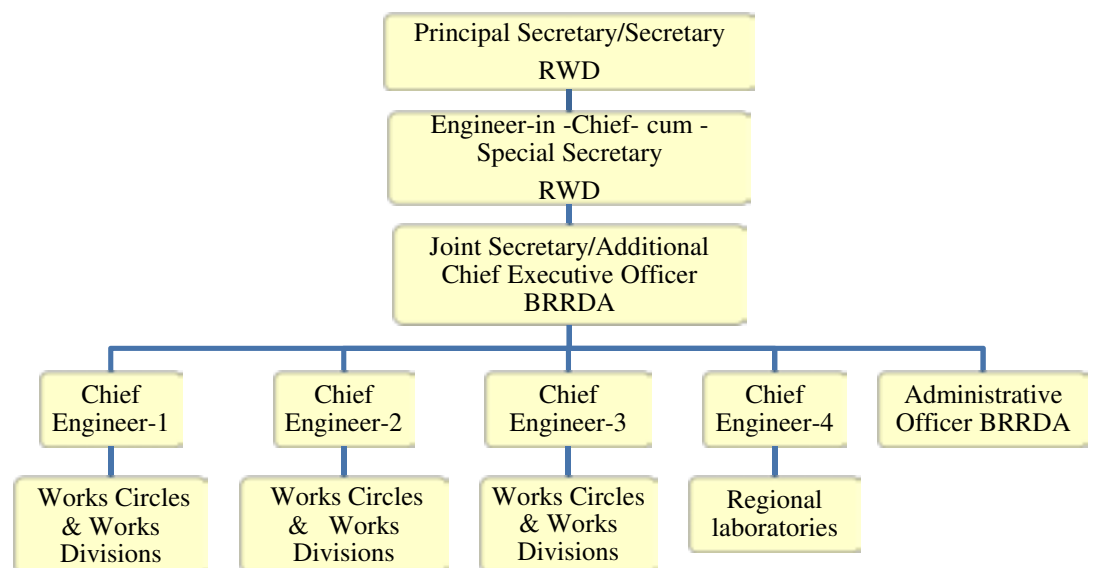 Principal Secretary/Secretary
RWD
Engineer-in -Chief- cum -
Special Secretary
RWD
Joint Secretary/Additional
Chief Executive Officer
BRRDA
Chief
Engineer-1
Chief
Engineer-2
Chief
Engineer-3
Chief
Engineer-4
Administrative
Officer BRRDA
Works Circles
& Works
Divisions
Works Circles
& Works
Divisions
Works Circles
& Works
Divisions
Regional
laboratories